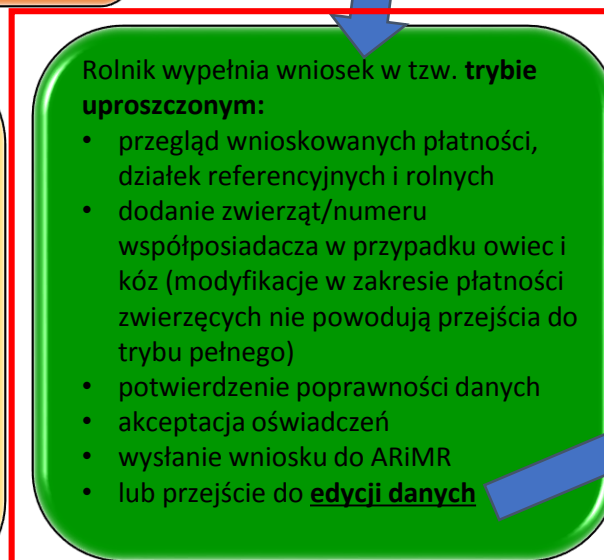 Rolnik wypełnia wniosek w tzw. trybie
uproszczonym:
• przegląd wnioskowanych płatności,
działek referencyjnych i rolnych
• dodanie zwierząt/numeru
współposiadacza w przypadku owiec i
kóz (modyfikacje w zakresie płatności
zwierzęcych nie powodują przejścia do
trybu pełnego)
• potwierdzenie poprawności danych
• akceptacja oświadczeń
• wysłanie wniosku do ARiMR
• lub przejście do edycji danych